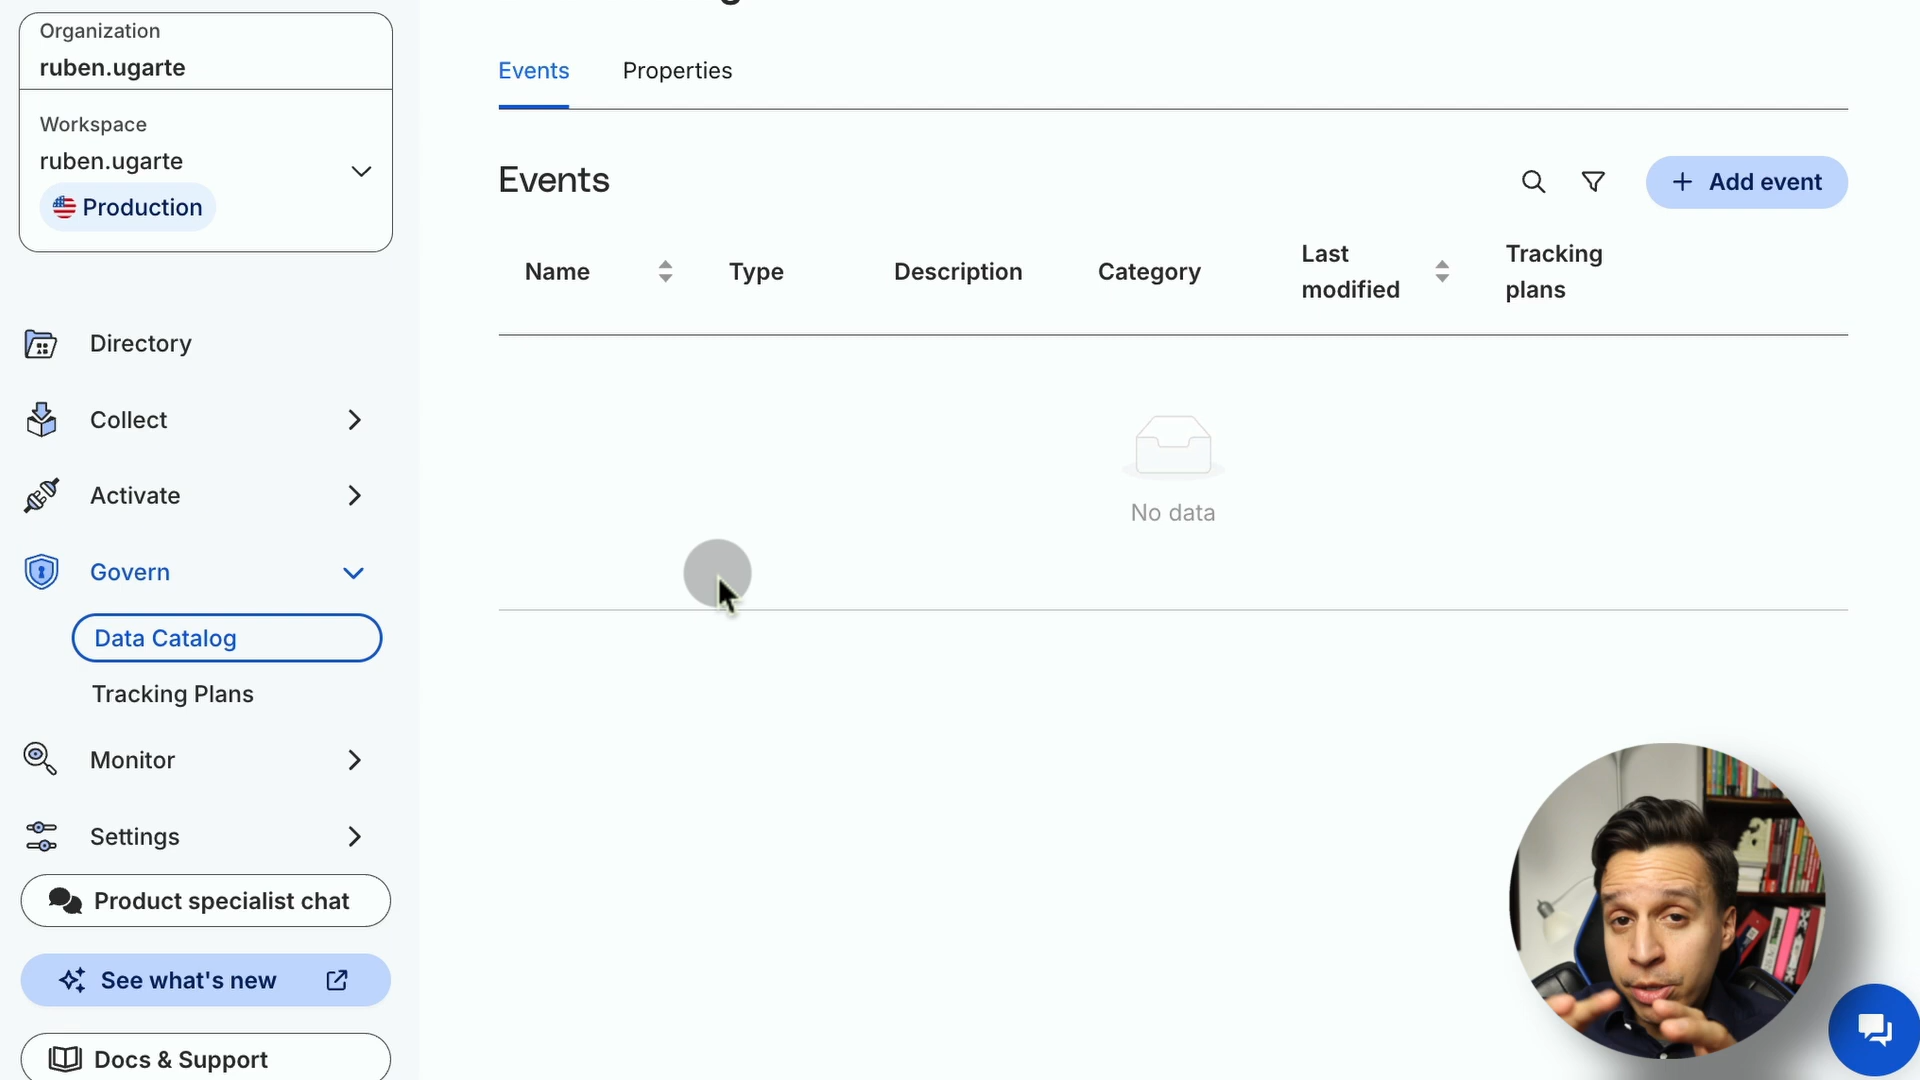 Organization
ruben.ugarte
Workspace
ruben.ugarte
Production
Directory
Collect
Activate
Govern
Data Catalog
Tracking Plans
Monitor
Settings
Product specialist chat
See what's new
Docs & Support
Events Properties
Events
+ Add event
Name Type Description Category Last modified Tracking plans
No data